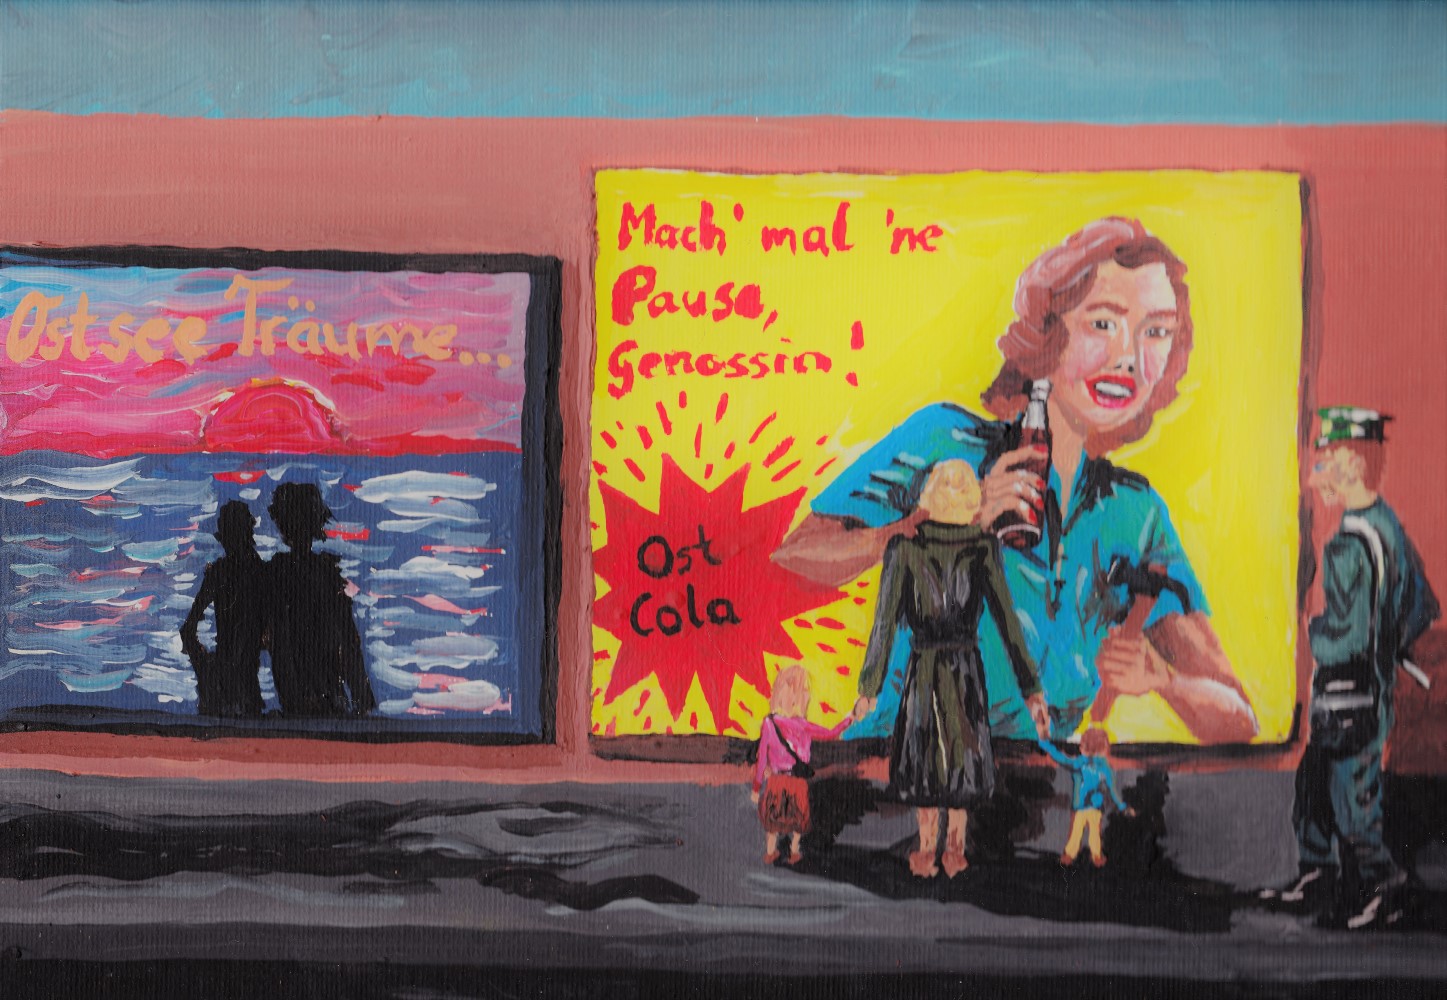 Ostsee Träume...
Mach' mal 'ne
Pause,
Genossin!
Ost
Cola